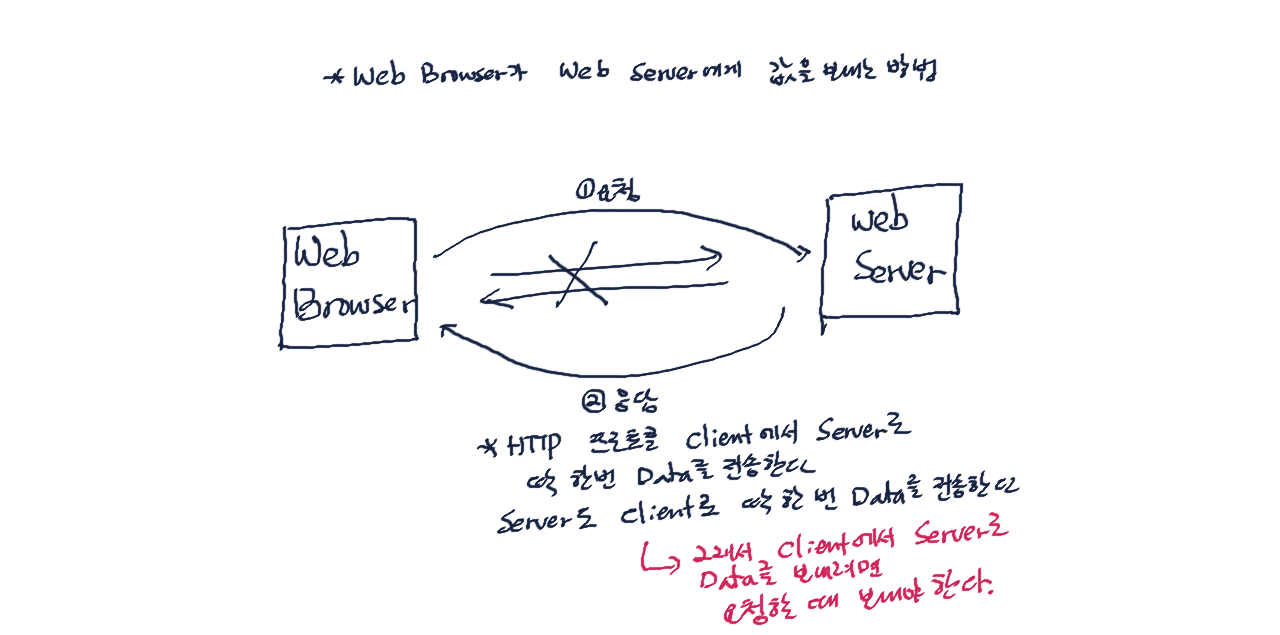 * Web Browser가 Web Server에게 값을 보내는 방법
① 요청
Web
Browser
web
Server
② 응답
* HTTP 프로토콜 Client에서 Server로
딱 한번 Data를 전송한다
Server도 Client로 딱 한 번 Data를 전송한다
↳ 그래서 Client에서 Server로
Data를 보내려면
요청할 때 보내야 한다.